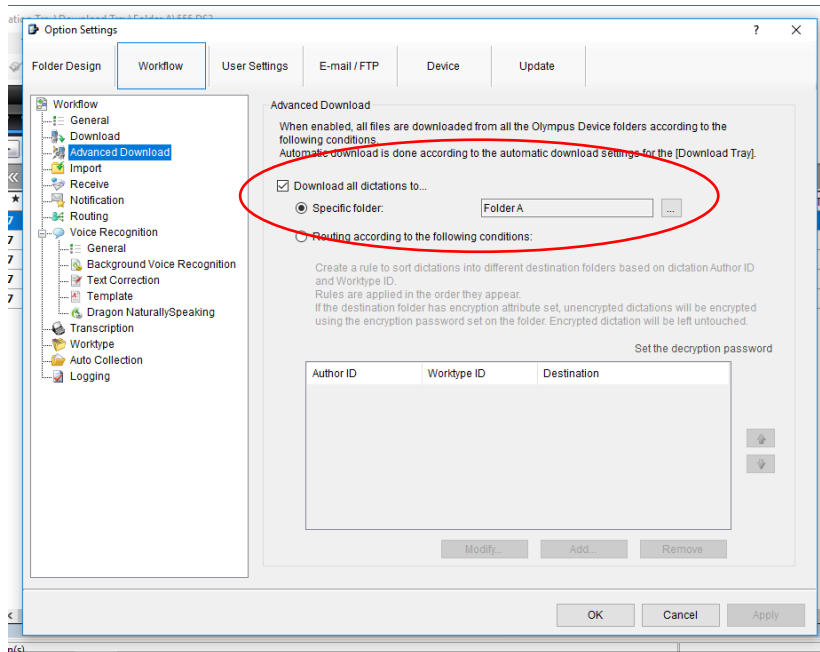 Option Settings
?
Folder Design
Workflow
User Settings
E-mail / FTP
Device
Update
Workflow
General
Download
Advanced Download
Import
Receive
Notification
Routing
Voice Recognition
General
Background Voice Recognition
Text Correction
Template
Dragon NaturallySpeaking
Transcription
Worktype
Auto Collection
Logging
Advanced Download
When enabled, all files are downloaded from all the Olympus Device folders according to the
following conditions.
Automatic download is done according to the automatic download settings for the [Download Tray].
Download all dictations to...
Specific folder:
Folder A
...
Routing according to the following conditions:
Create a rule to sort dictations into different destination folders based on dictation Author ID
and Worktype ID.
Rules are applied in the order they appear.
If the destination folder has encryption attribute set, unencrypted dictations will be encrypted
using the encryption password set on the folder. Encrypted dictation will be left untouched.
Set the decryption password
Author ID
Worktype ID
Destination
Modify...
Add...
Remove
OK
Cancel
Apply
7
7
7
7
7
n(s)